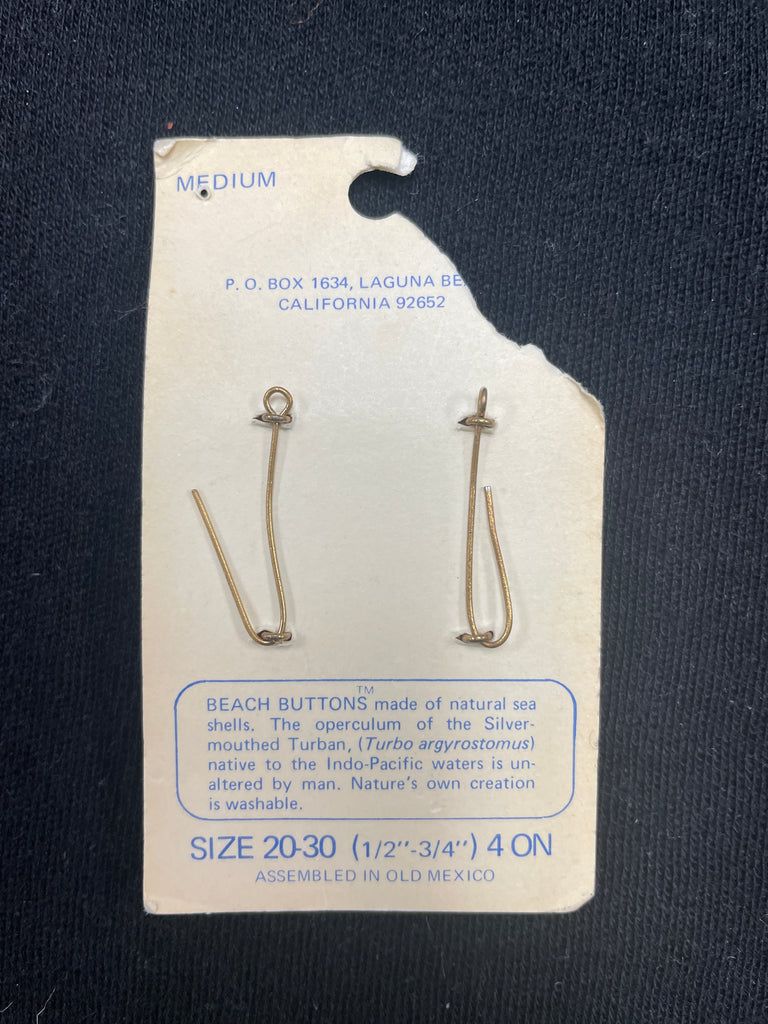 MEDIUM
P. O. BOX 1634, LAGUNA
CALIFORNIA 92652
BEACH BUTTONS™ made of natural sea
shells. The operculum of the Silver-
mouthed Turban, (Turbo argyrostomus)
native to the Indo-Pacific waters is un-
altered by man. Nature's own creation
is washable.
SIZE 20-30 (1/2''-3/4'') 4 ON
ASSEMBLED IN OLD MEXICO